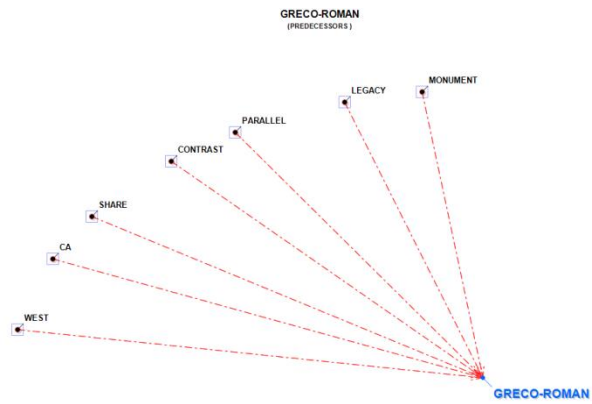 GRECO-ROMAN
(PREDECESSORS )
MONUMENT
LEGACY
PARALLEL
CONTRAST
SHARE
CA
WEST
GRECO-ROMAN